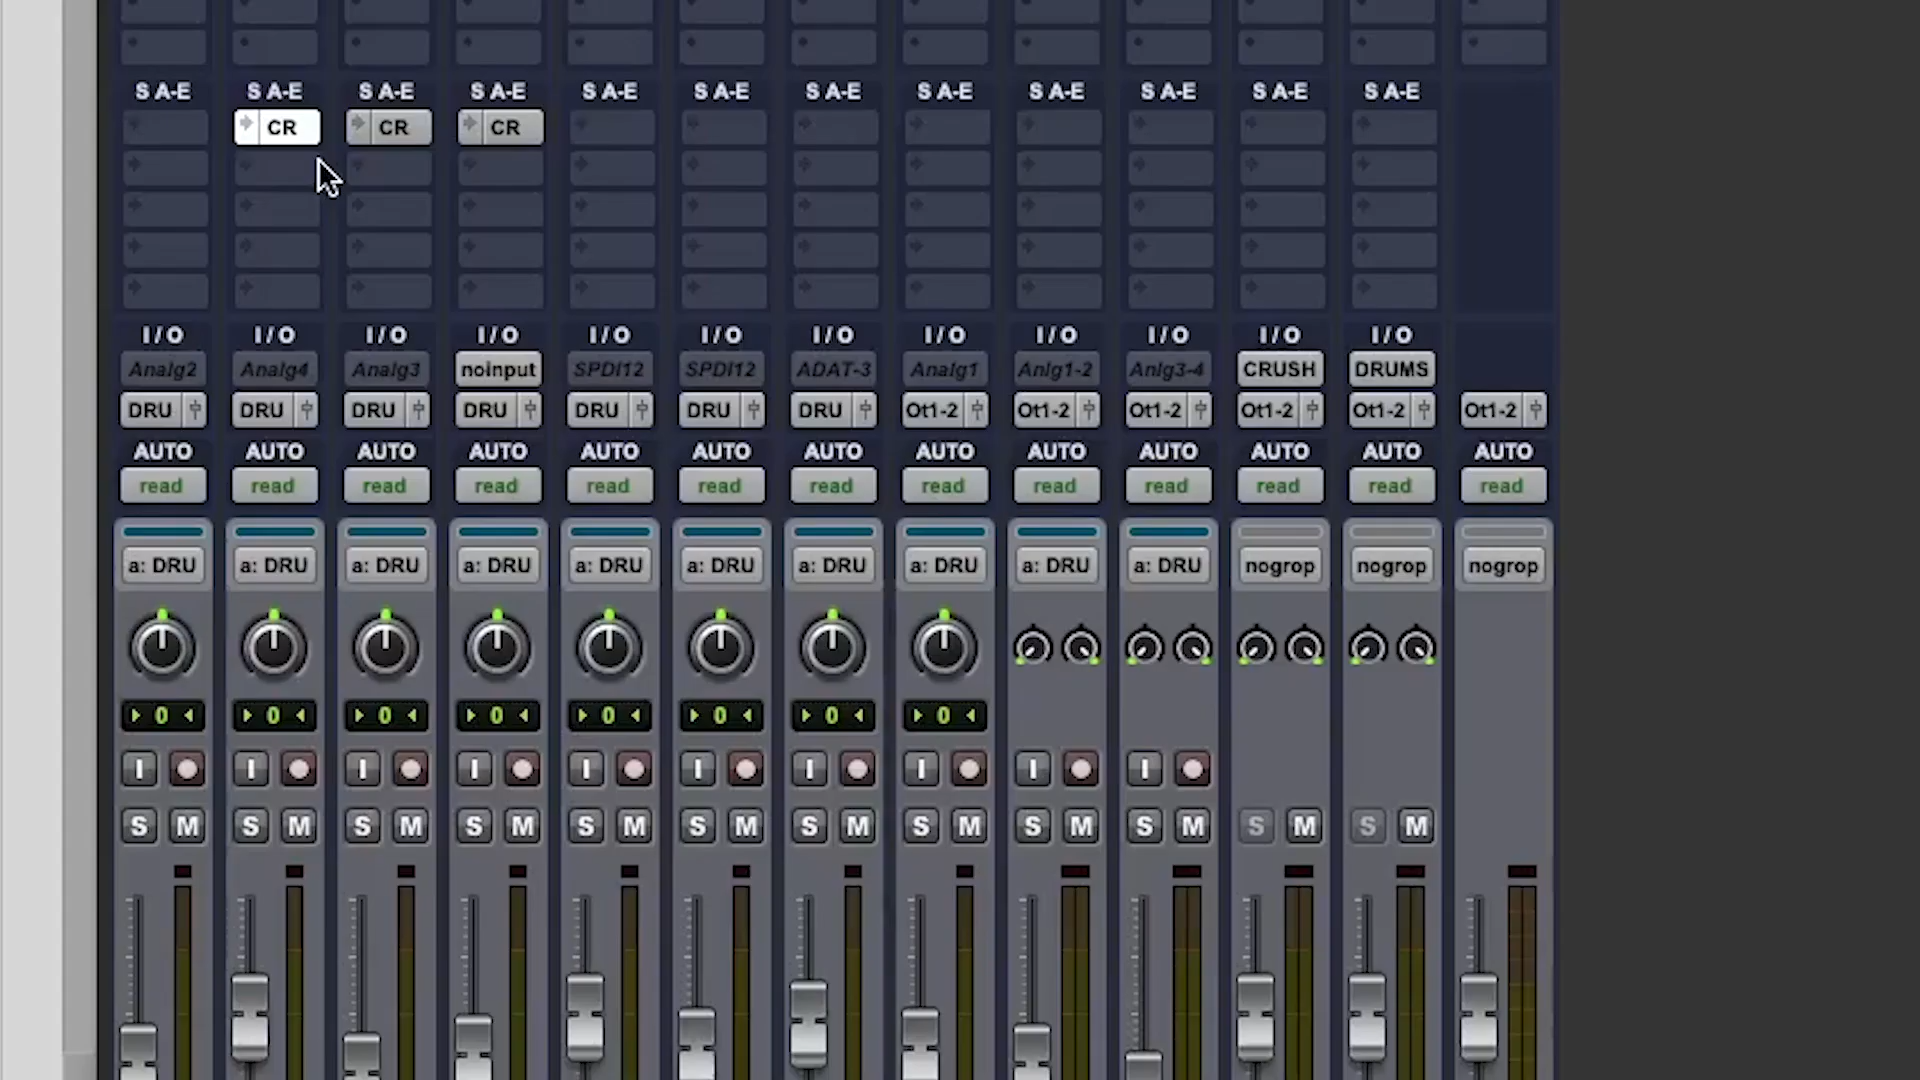 S A-E S A-E S A-E S A-E S A-E S A-E S A-E S A-E S A-E S A-E S A-E S A-E
CR CR CR
I/O I/O I/O I/O I/O I/O I/O I/O I/O I/O I/O I/O
Analg2 Analg4 Analg3 noinput SPDI12 SPDI12 ADAT-3 Analg1 Anlg1-2 Anlg3-4 CRUSH DRUMS
DRU DRU DRU DRU DRU DRU DRU Ot1-2 Ot1-2 Ot1-2 Ot1-2 Ot1-2 Ot1-2
AUTO AUTO AUTO AUTO AUTO AUTO AUTO AUTO AUTO AUTO AUTO AUTO AUTO
read read read read read read read read read read read read read
a: DRU a: DRU a: DRU a: DRU a: DRU a: DRU a: DRU a: DRU a: DRU a: DRU nogrop nogrop nogrop
0 0 0 0 0 0 0 0
I I I I I I I I I I
S M S M S M S M S M S M S M S M S M S M S M S M